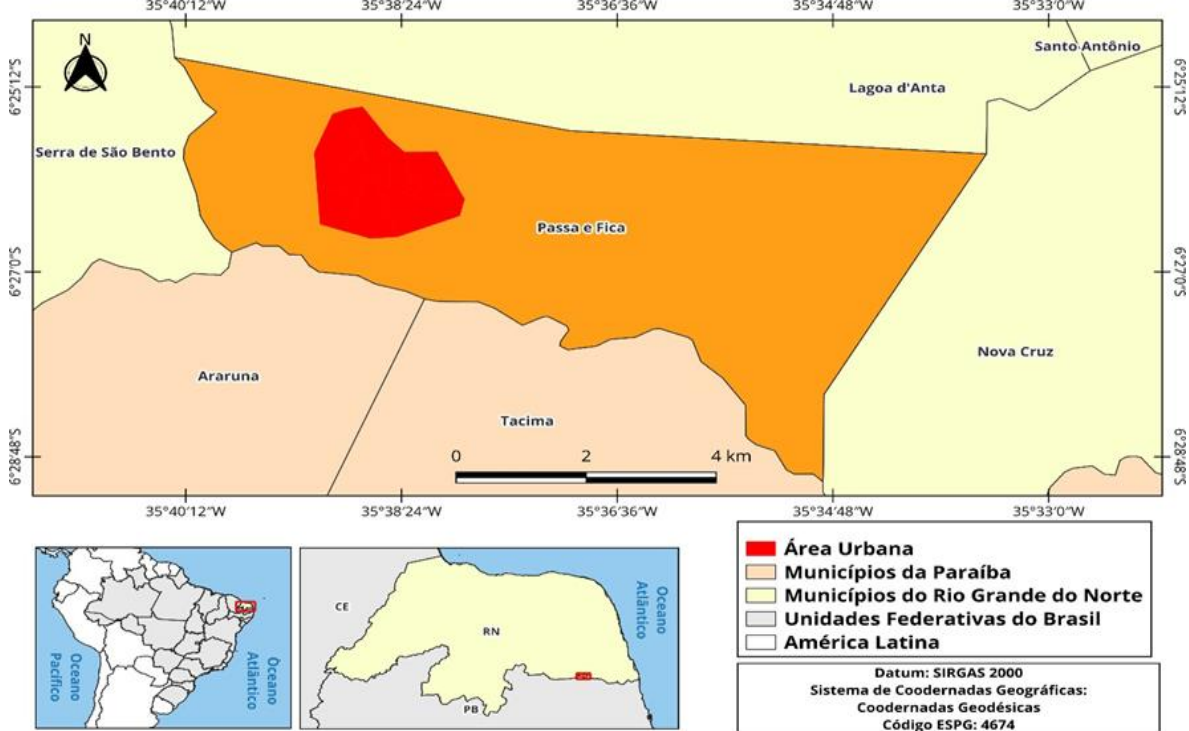 35°40'12"W 35°38'24"W 35°36'36"W 35°34'48"W 35°33'0"W
N
Santo Antônio
6°25'12"S 6°25'12"S
Lagoa d'Anta
Serra de São Bento
Passa e Fica
6°27'0"S 6°27'0"S
Nova Cruz
Araruna
Tacima
0 2 4 km
6°28'48"S 6°28'48"S
35°40'12"W 35°38'24"W 35°36'36"W 35°34'48"W 35°33'0"W
Oceano
Pacífico
Oceano
Atlântico
CE
RN
PB
Oceano
Atlântico
Área Urbana
Municípios da Paraíba
Municípios do Rio Grande do Norte
Unidades Federativas do Brasil
América Latina
Datum: SIRGAS 2000
Sistema de Coodernadas Geográficas:
Coodernadas Geodésicas
Código ESPG: 4674